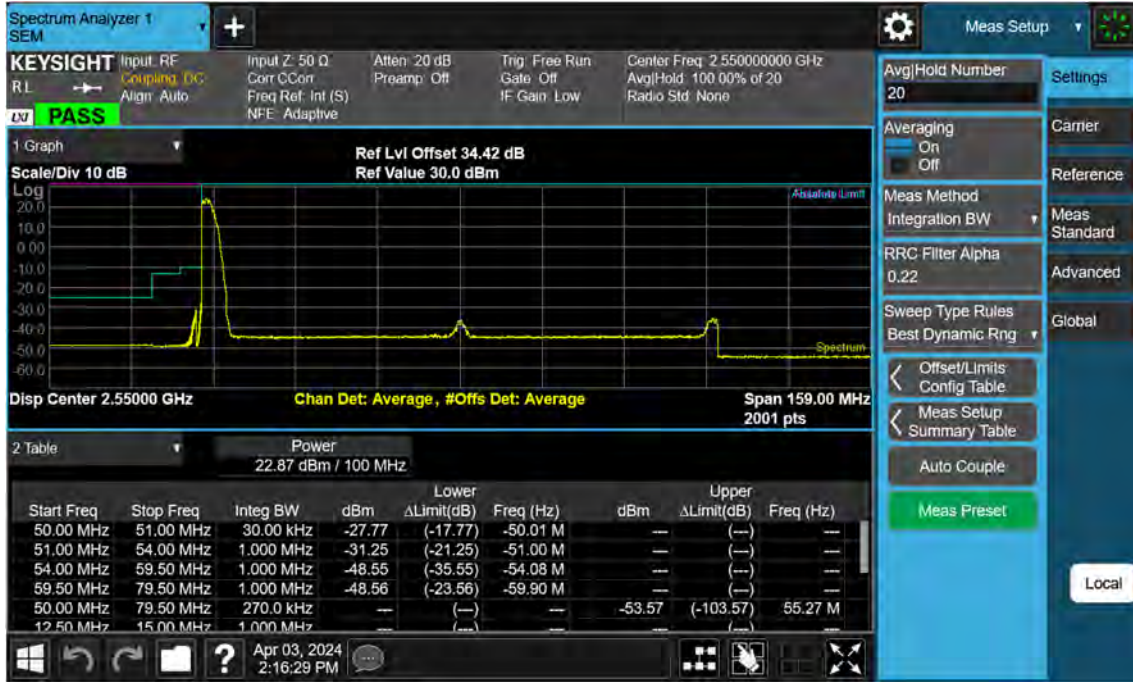 Spectrum Analyzer 1
SEM
Meas Setup
KEYSIGHT
Input: RF
Coupling: DC
Align: Auto
RL
LXI
PASS
Input Z: 50 Ω
Corr CCorr
Freq Ref: Int (S)
NFE: Adaptive
Atten: 20 dB
Preamp: Off
Trig: Free Run
Gate: Off
IF Gain: Low
Center Freq: 2.550000000 GHz
Avg|Hold: 100.00% of 20
Radio Std: None
1 Graph
Scale/Div 10 dB
Ref Lvl Offset 34.42 dB
Ref Value 30.0 dBm
Log
Absolute Limit
20.0
10.0
0.00
-10.0
-20.0
-30.0
-40.0
-50.0
-60.0
Spectrum
Disp Center 2.55000 GHz
Chan Det: Average, #Offs Det: Average
Span 159.00 MHz
2001 pts
2 Table
Power
22.87 dBm / 100 MHz
Lower Upper
Start Freq Stop Freq Integ BW dBm ΔLimit(dB) Freq (Hz) dBm ΔLimit(dB) Freq (Hz)
50.00 MHz 51.00 MHz 30.00 kHz -27.77 (-17.77) -50.01 M --- (---) ---
51.00 MHz 54.00 MHz 1.000 MHz -31.25 (-21.25) -51.00 M --- (---) ---
54.00 MHz 59.50 MHz 1.000 MHz -48.55 (-35.55) -54.08 M --- (---) ---
59.50 MHz 79.50 MHz 1.000 MHz -48.56 (-23.56) -59.90 M --- (---) ---
50.00 MHz 79.50 MHz 270.0 kHz --- (---) --- -53.57 (-103.57) 55.27 M
12.50 MHz 15.00 MHz 1.000 MHz --- (---) --- --- (---) ---
Apr 03, 2024
2:16:29 PM
Avg|Hold Number
20
Averaging
On
Off
Meas Method
Integration BW
RRC Filter Alpha
0.22
Sweep Type Rules
Best Dynamic Rng
Offset/Limits
Config Table
Meas Setup
Summary Table
Auto Couple
Meas Preset
Settings
Carrier
Reference
Meas
Standard
Advanced
Global
Local